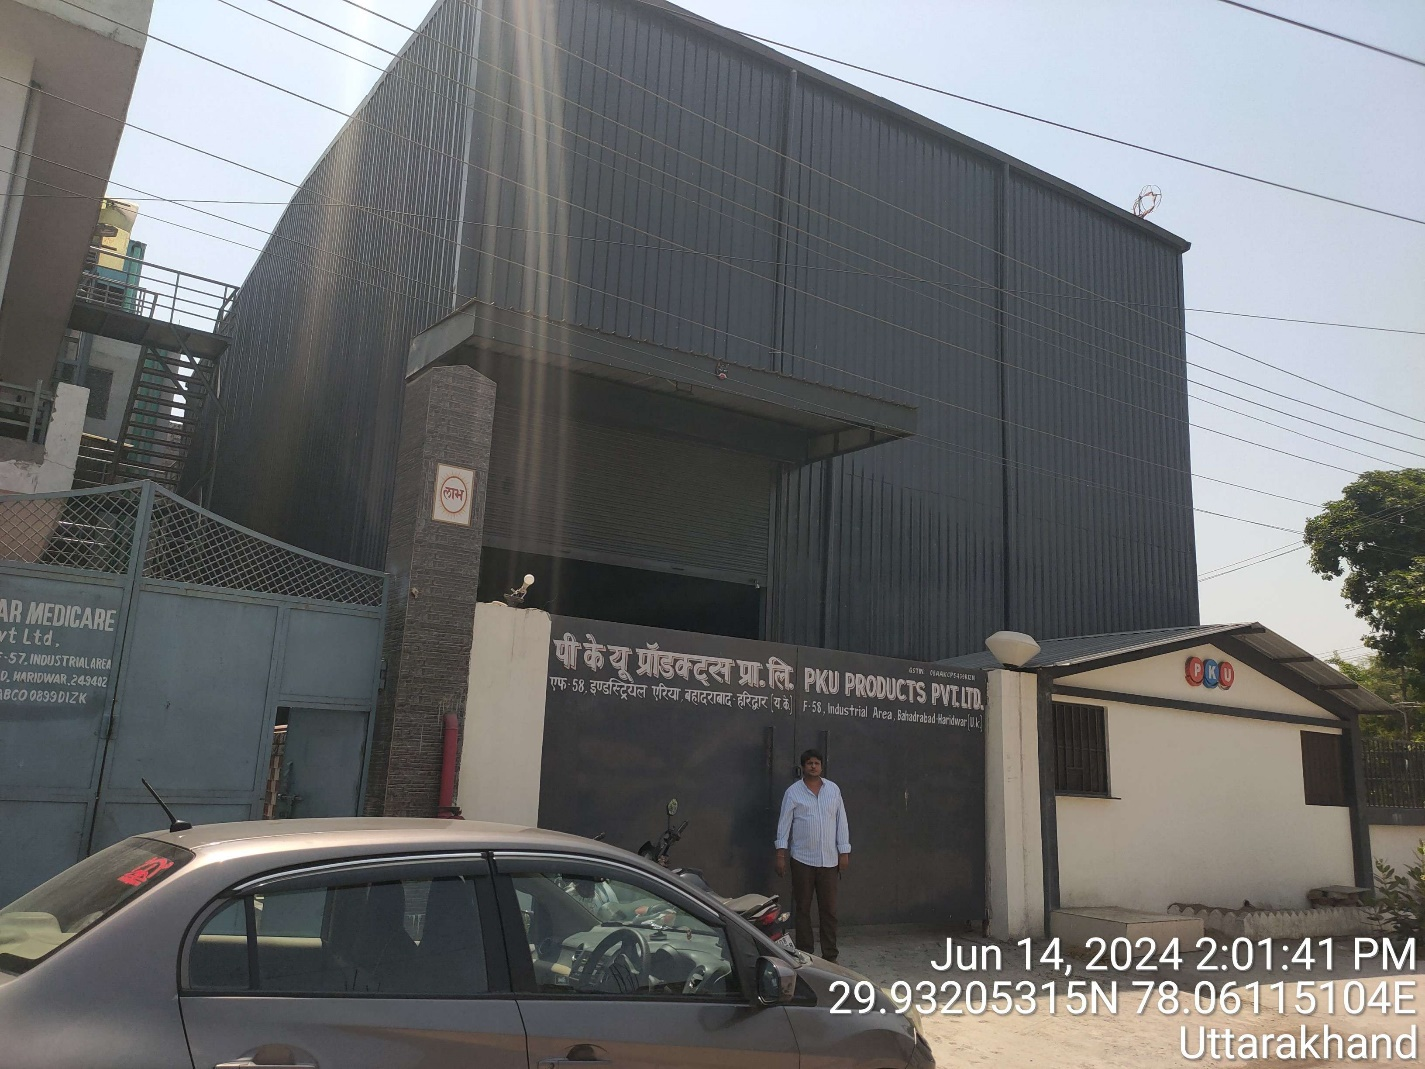 लाभ
AR MEDICARE
vt Ltd.
F-57, INDUSTRIAL AREA
D, HARIDWAR, 249402
पी के यू प्रॉडक्ट्स प्रा. लि. PKU PRODUCTS PVT. LTD.
एफ-58, इण्डस्ट्रियल एरिया, बहादराबाद-हरिद्वार (यू.के.) F-58, Industrial Area, Bahadrabad-Haridwar (U.k.)
PKU
Jun 14, 2024 2:01:41 PM
29.93205315N 78.06115104E
Uttarakhand